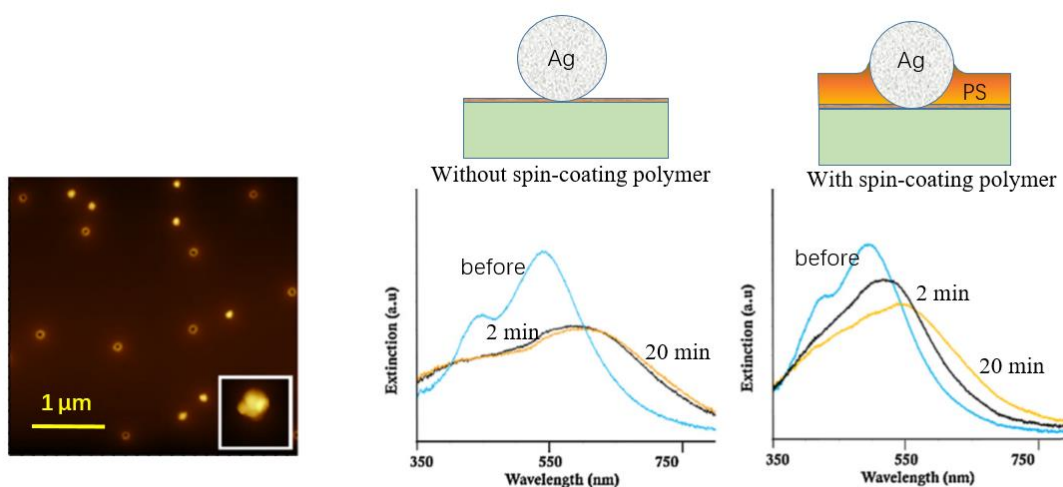 1 μm
Ag
Without spin-coating polymer
before
2 min
20 min
Extinction (a.u)
350
550
750
Wavelength (nm)
Ag
PS
With spin-coating polymer
before
2 min
20 min
Extinction (a.u)
350
550
750
Wavelength (nm)